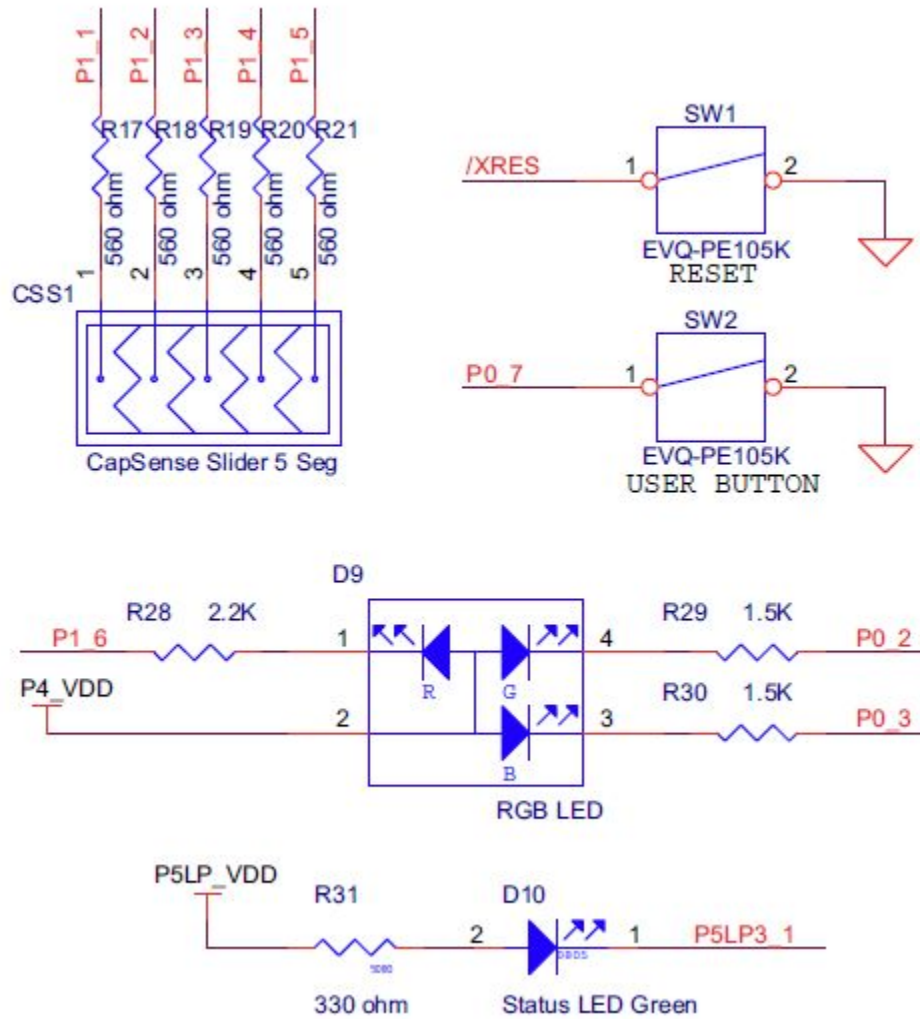 P1_1
P1_2
P1_3
P1_4
P1_5
R17
R18
R19
R20
R21
560 ohm
560 ohm
560 ohm
560 ohm
560 ohm
1
2
3
4
5
CSS1
CapSense Slider 5 Seg
SW1
/XRES
1
2
EVQ-PE105K
RESET
SW2
P0_7
1
2
EVQ-PE105K
USER BUTTON
D9
R28 2.2K
P1_6
1
4
R29 1.5K
P0_2
R
G
P4_VDD
2
3
R30 1.5K
P0_3
B
RGB LED
P5LP_VDD
R31
D10
2
1
P5LP3_1
330 ohm
Status LED Green